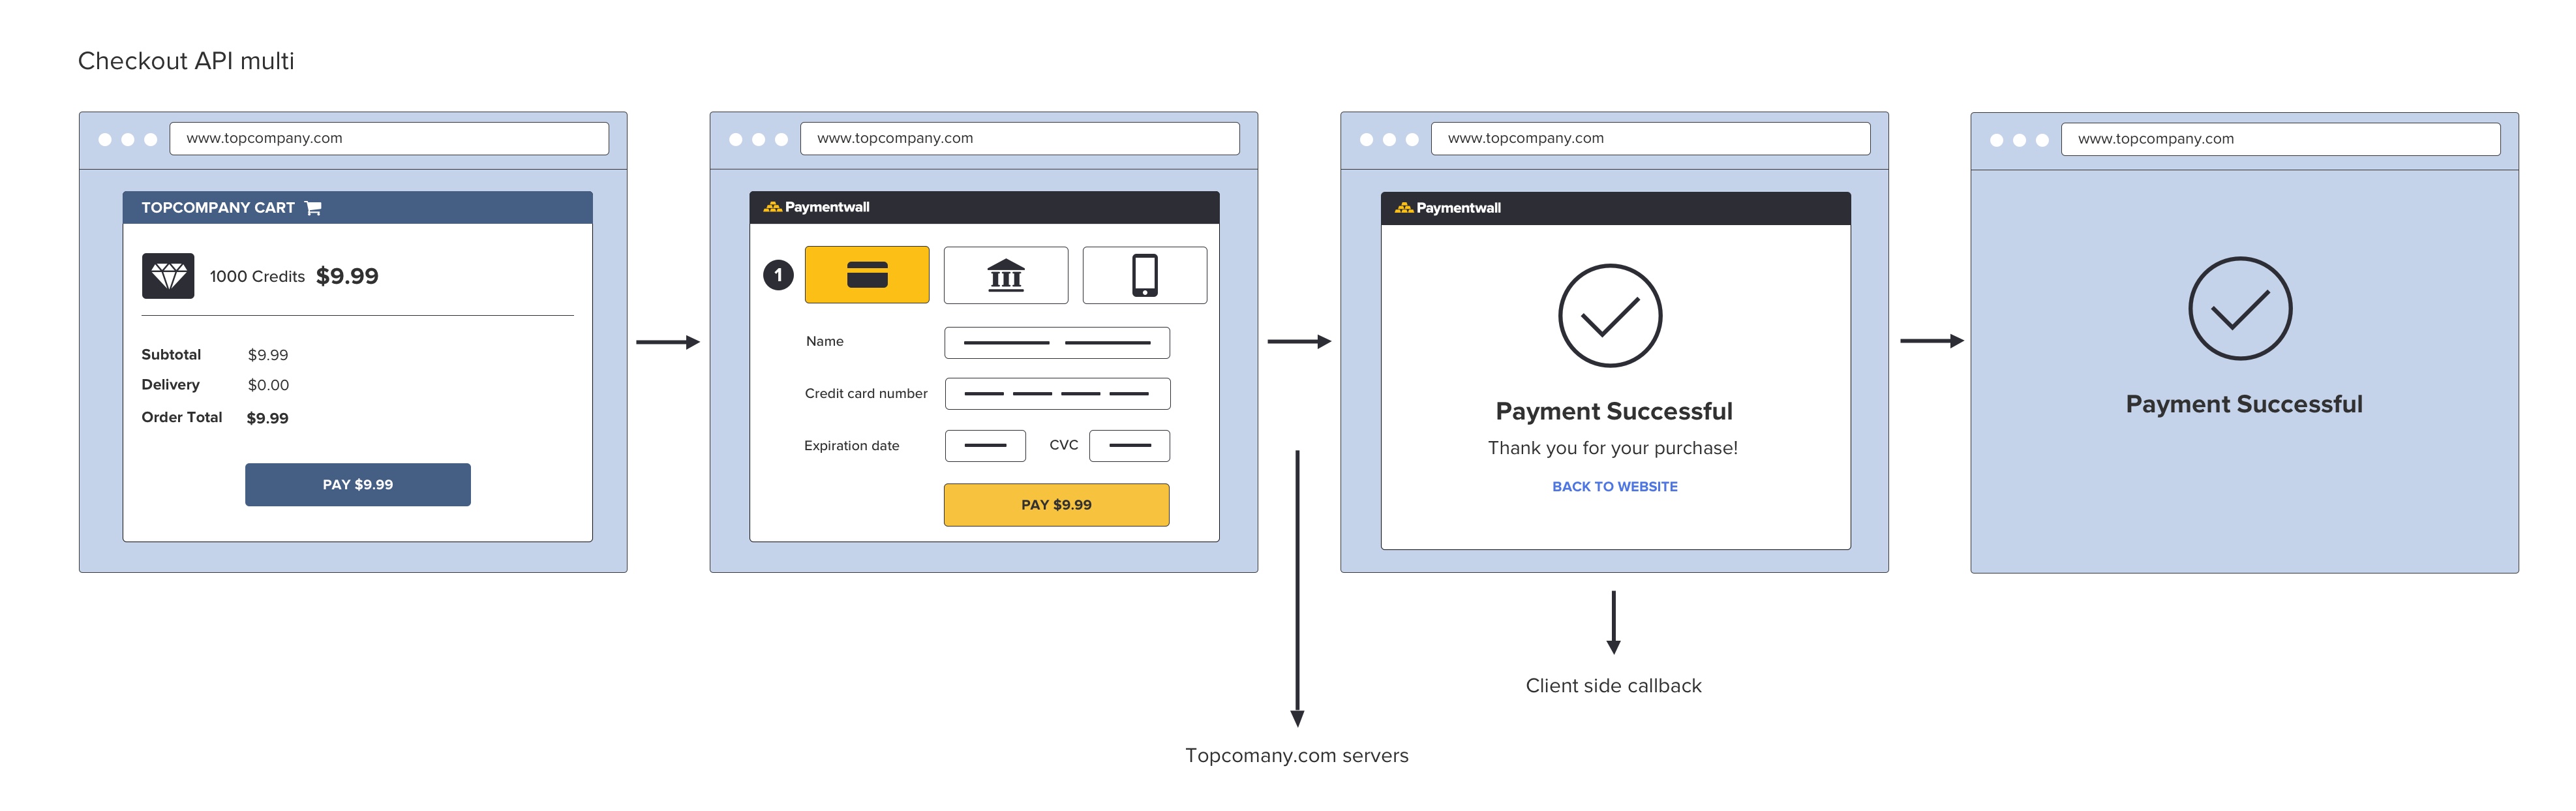 Checkout API multi
www.topcompany.com
TOPCOMPANY CART
1000 Credits $9.99
Subtotal $9.99
Delivery $0.00
Order Total $9.99
PAY $9.99
www.topcompany.com
Paymentwall
1
Name
Credit card number
Expiration date CVC
PAY $9.99
www.topcompany.com
Paymentwall
Payment Successful
Thank you for your purchase!
BACK TO WEBSITE
www.topcompany.com
Payment Successful
Client side callback
Topcomany.com servers